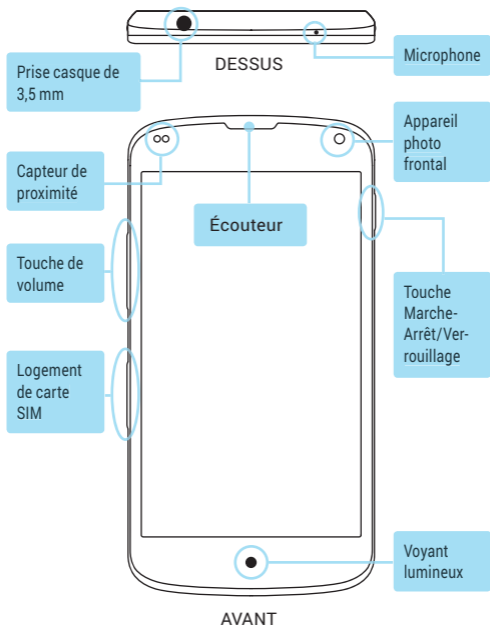 DESSUS
Prise casque de
3,5 mm
Microphone
Capteur de
proximité
Appareil
photo
frontal
Écouteur
Touche de
volume
Touche
Marche-
Arrêt/Ver-
rouillage
Logement
de carte
SIM
Voyant
lumineux
AVANT